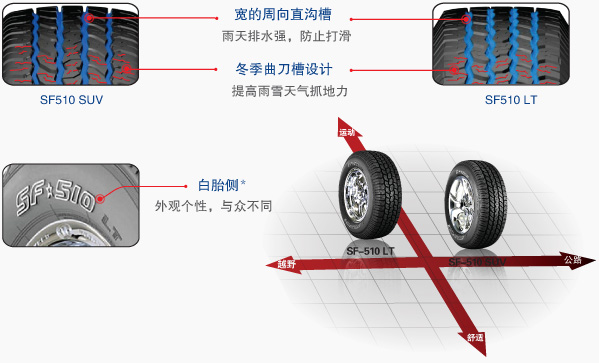 宽的周向直沟槽
雨天排水强，防止打滑
冬季曲刀槽设计
提高雨雪天气抓地力
SF510 SUV
SF510 LT
白胎侧*
外观个性，与众不同
SF★510
LT
运动
SF-510 LT
SF-510 SUV
越野
公路
舒适